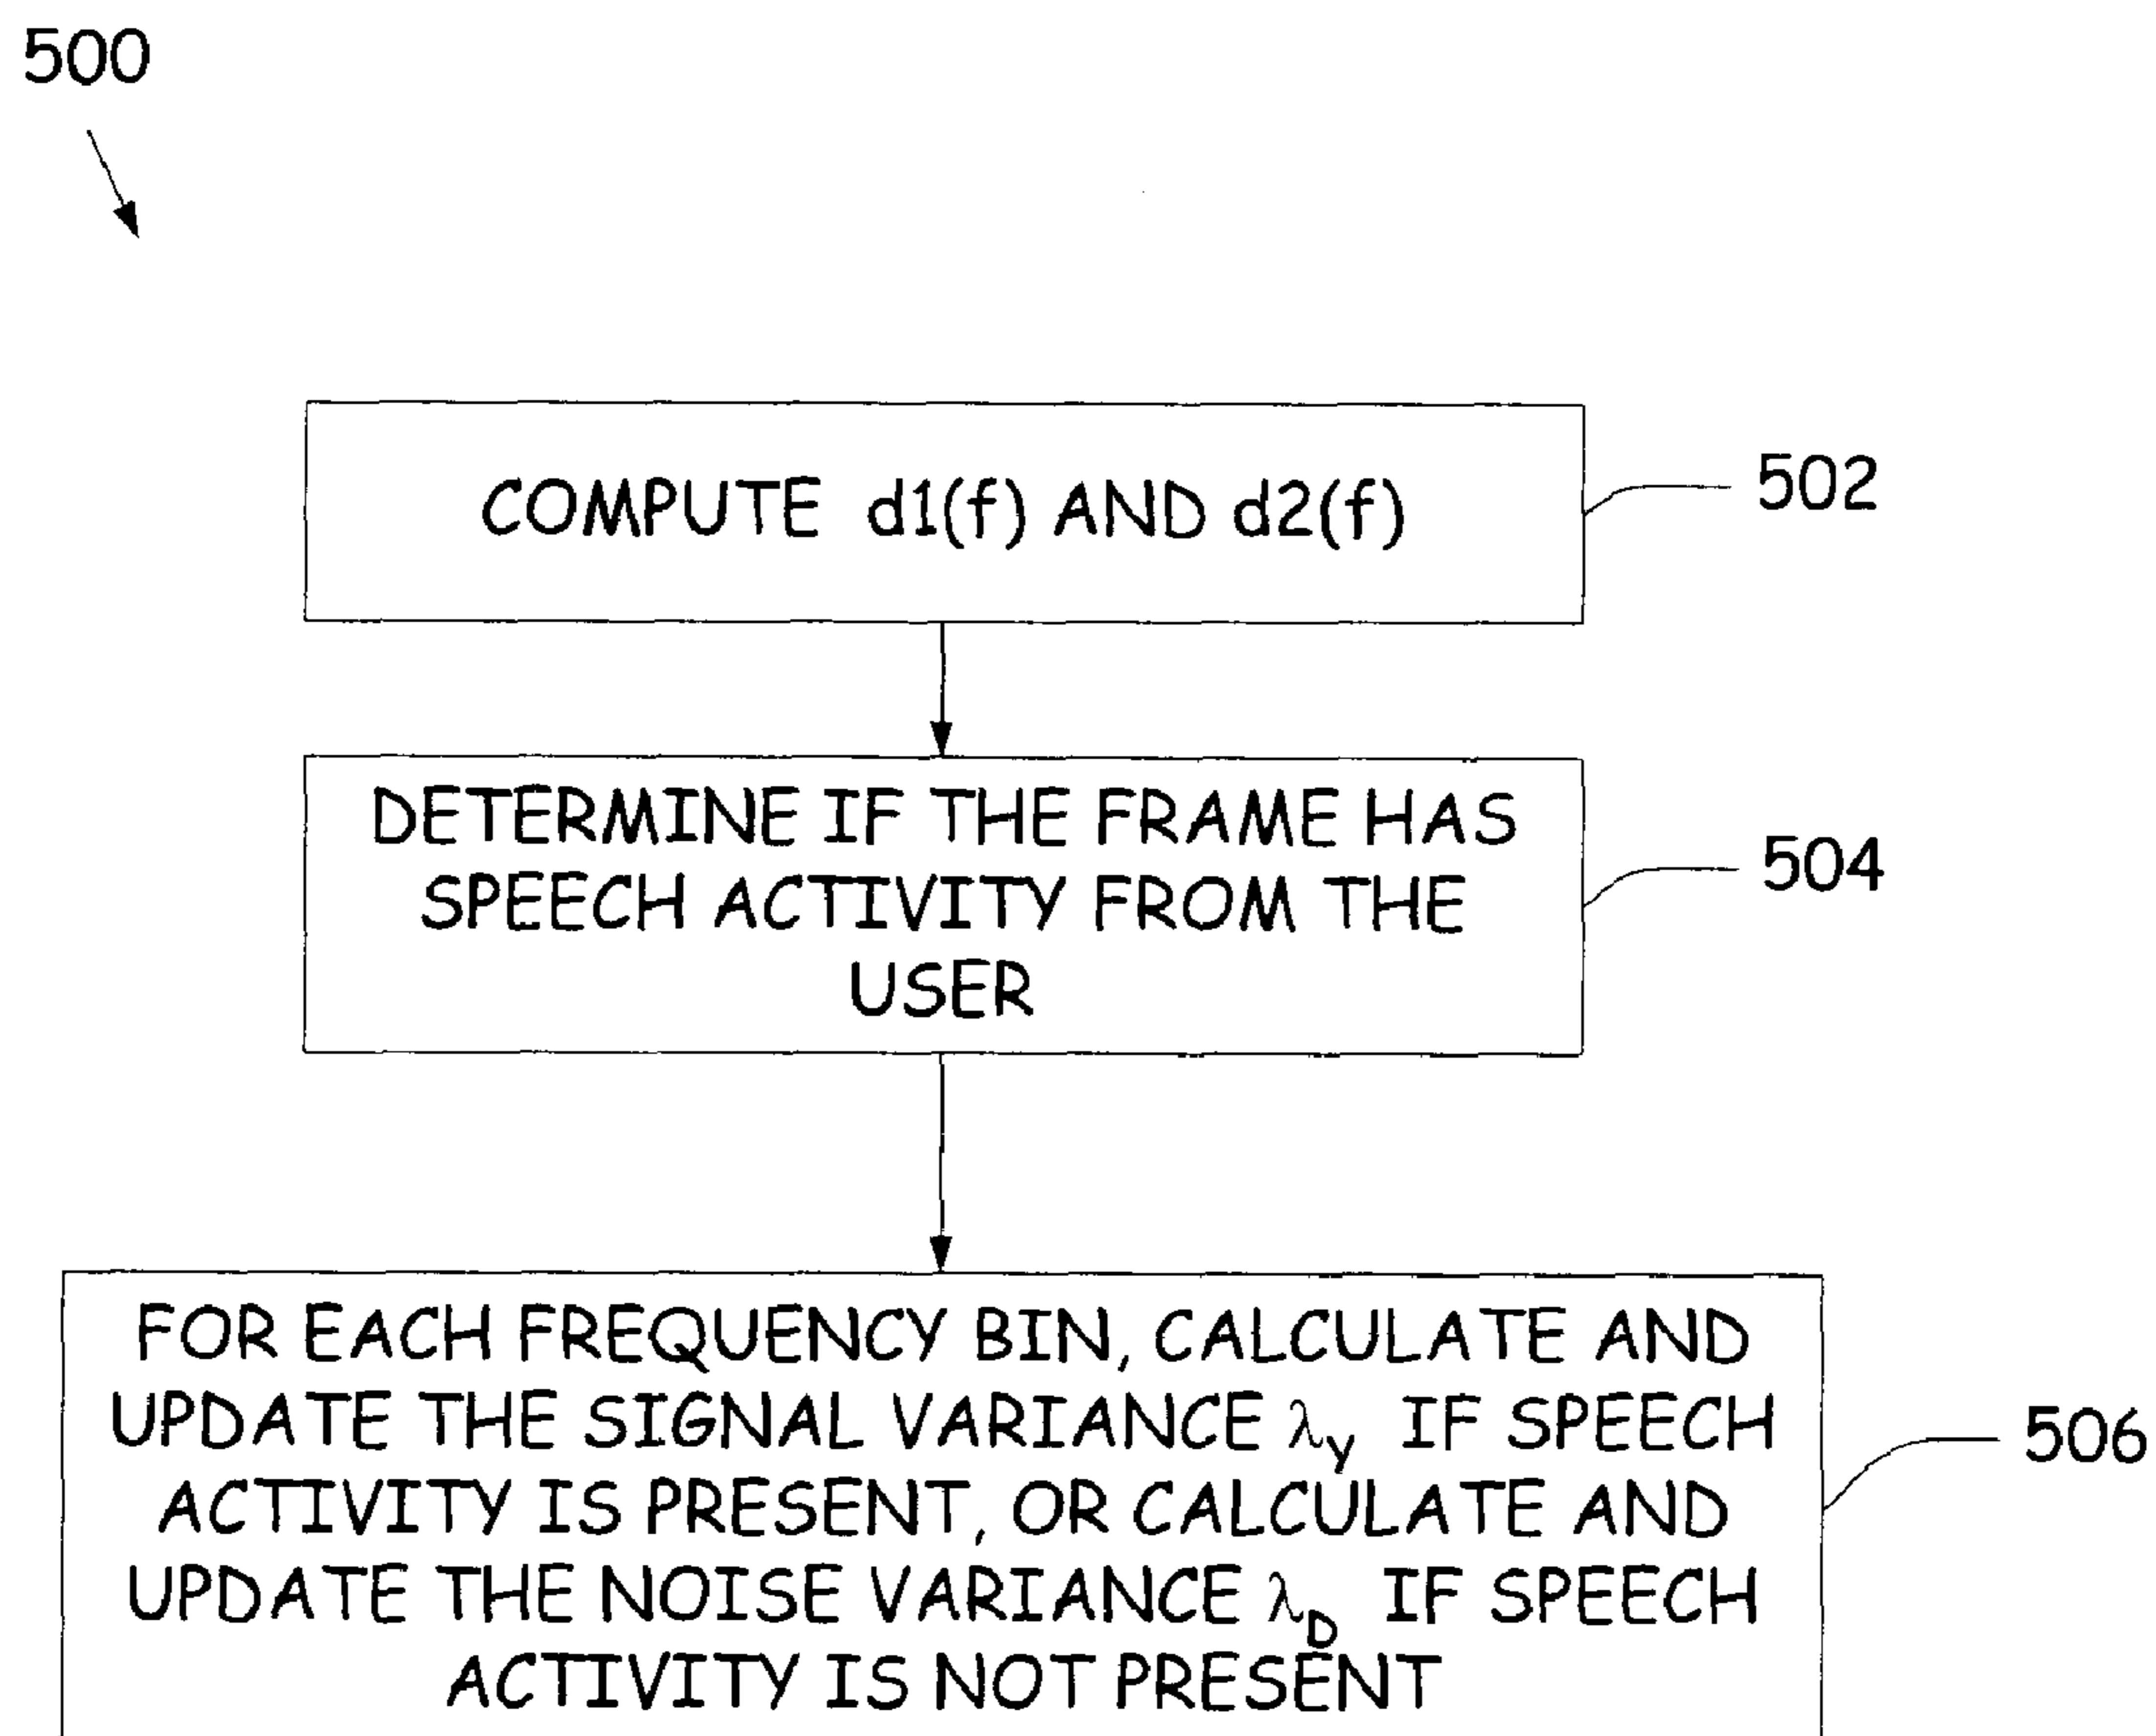 500
COMPUTE d1(f) AND d2(f)
502
DETERMINE IF THE FRAME HAS
SPEECH ACTIVITY FROM THE
USER
504
FOR EACH FREQUENCY BIN, CALCULATE AND
UPDATE THE SIGNAL VARIANCE λ_Y IF SPEECH
ACTIVITY IS PRESENT, OR CALCULATE AND
UPDATE THE NOISE VARIANCE λ_D IF SPEECH
ACTIVITY IS NOT PRESENT
506